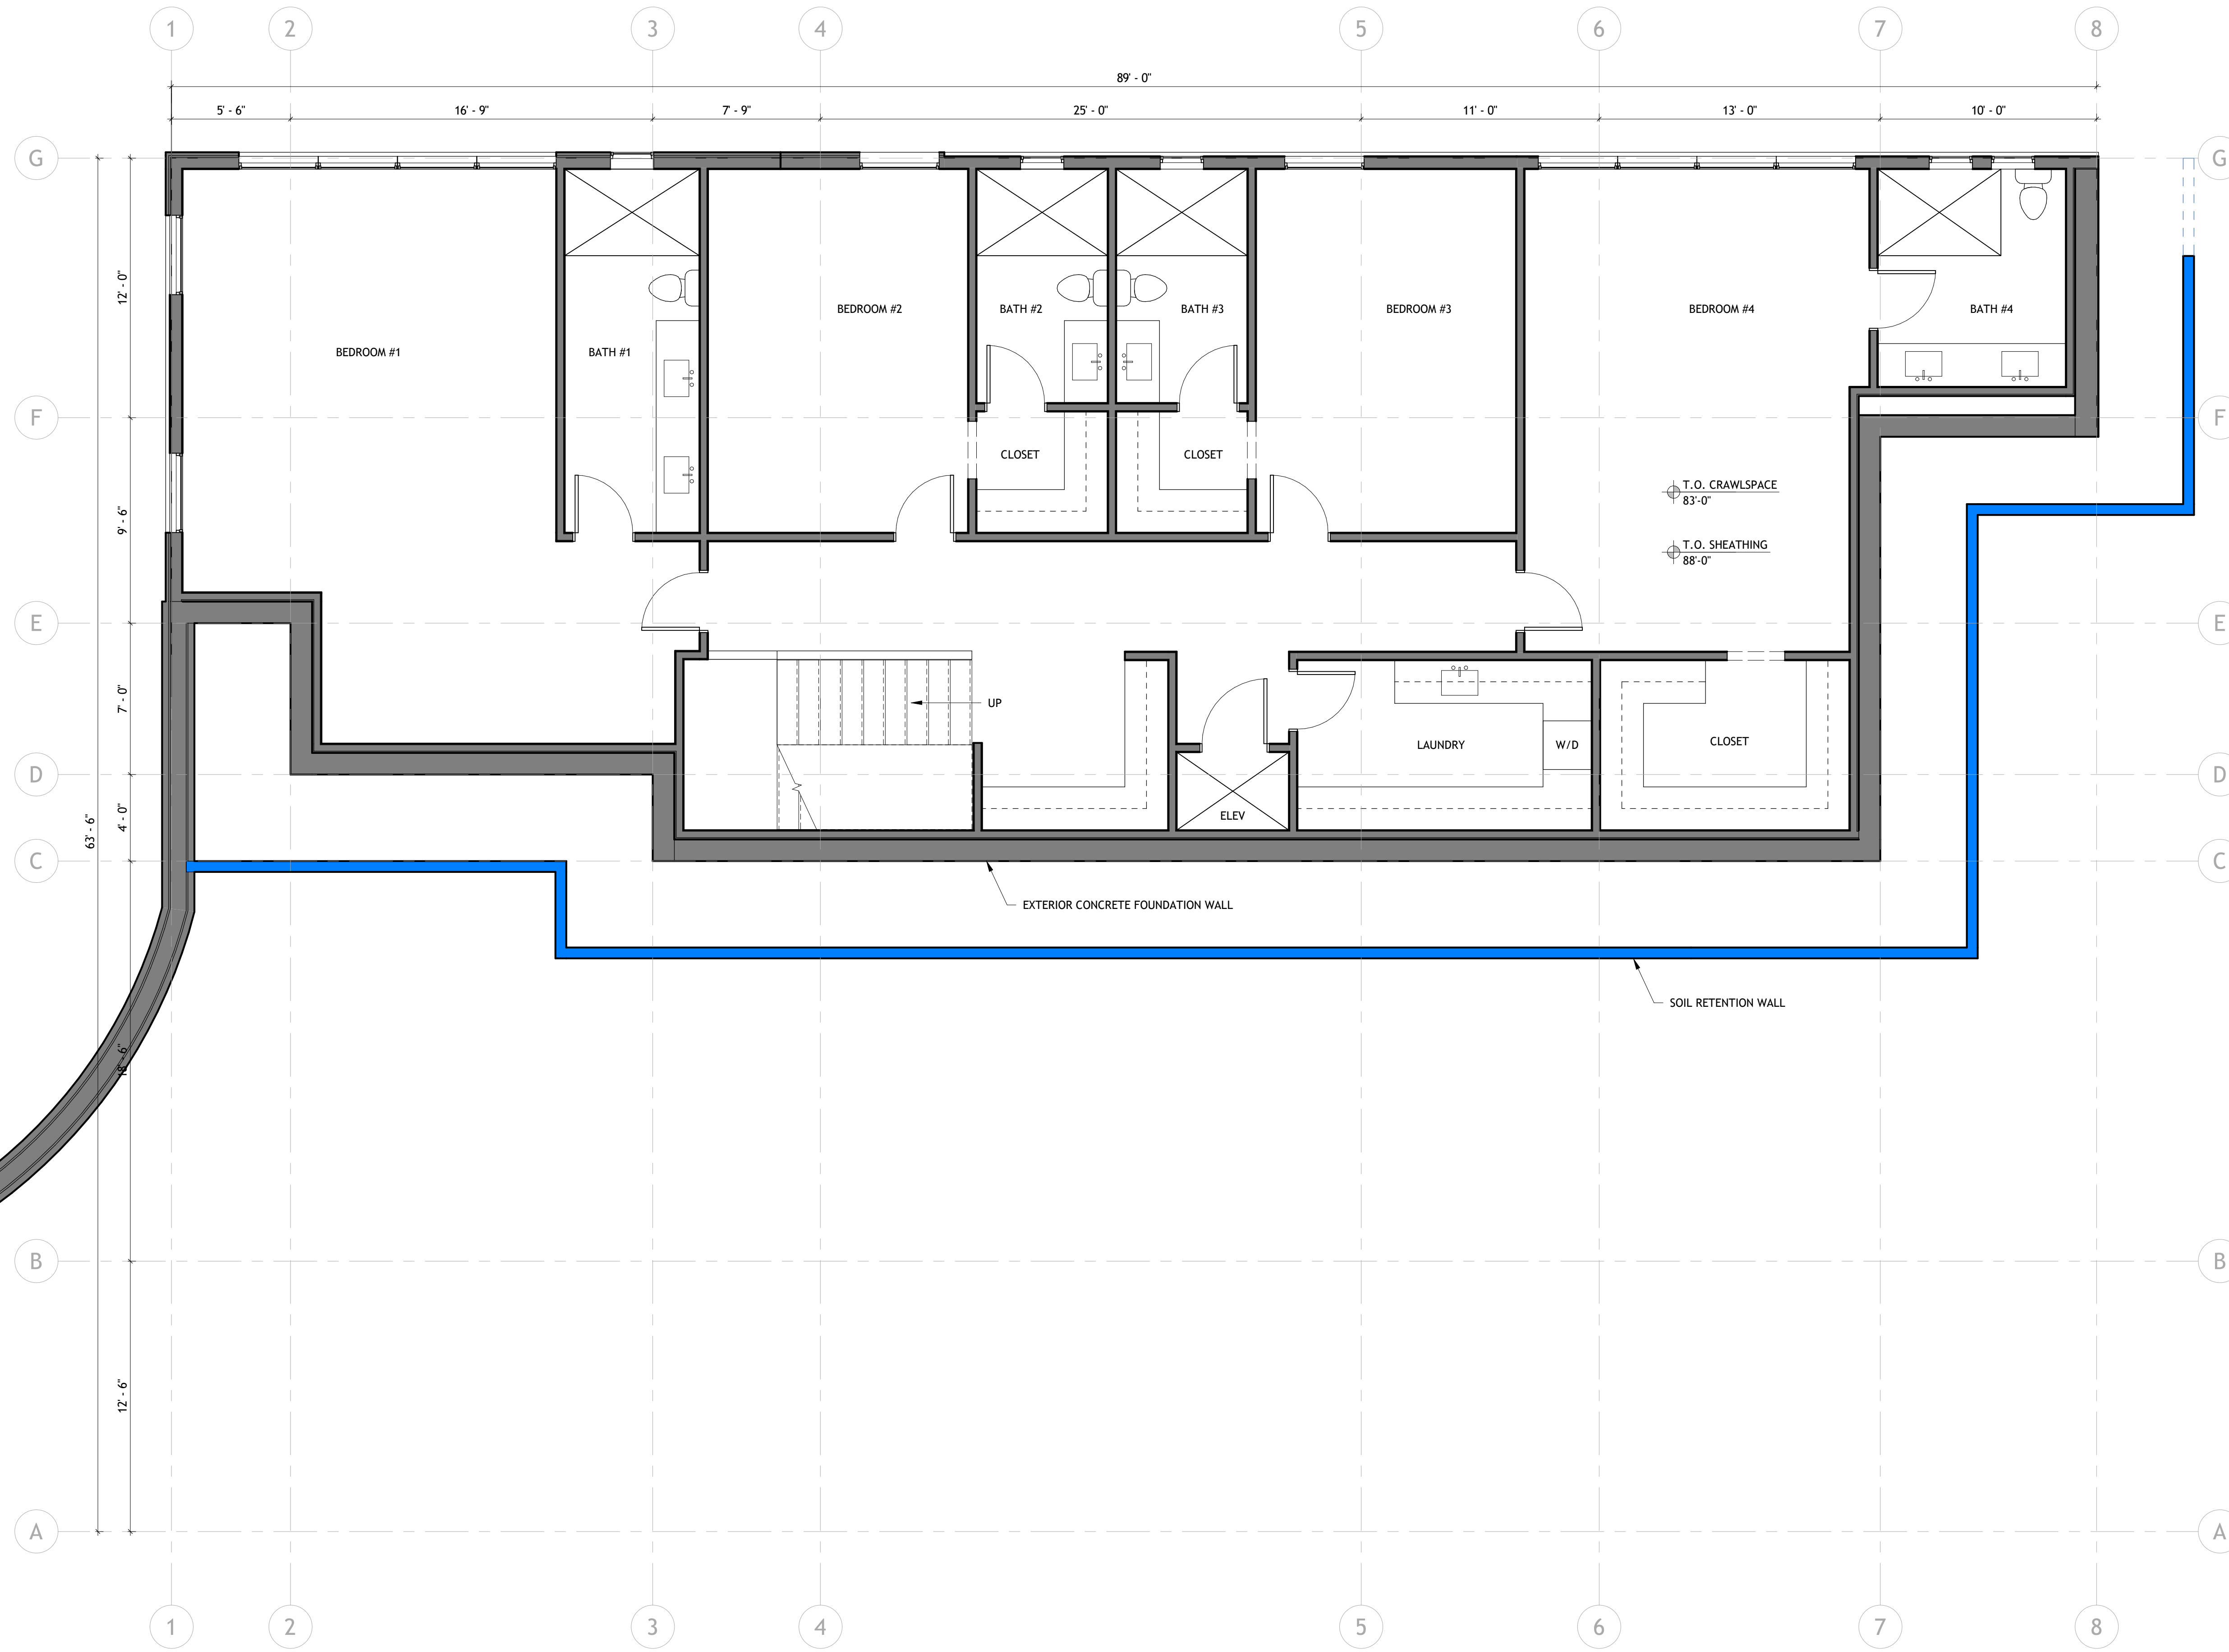 1 2 3 4 5 6 7 8
89' - 0"
5' - 6" 16' - 9" 7' - 9" 25' - 0" 11' - 0" 13' - 0" 10' - 0"
G G
12' - 0"
BEDROOM #2 BATH #2 BATH #3 BEDROOM #3 BEDROOM #4 BATH #4
BEDROOM #1 BATH #1
F F
CLOSET CLOSET
T.O. CRAWLSPACE
83'-0"
9' - 6"
T.O. SHEATHING
88'-0"
E E
7' - 0"
UP
LAUNDRY W/D CLOSET
D D
4' - 0"
ELEV
63' - 6"
C C
EXTERIOR CONCRETE FOUNDATION WALL
SOIL RETENTION WALL
18' - 6"
B B
12' - 6"
A A
1 2 3 4 5 6 7 8